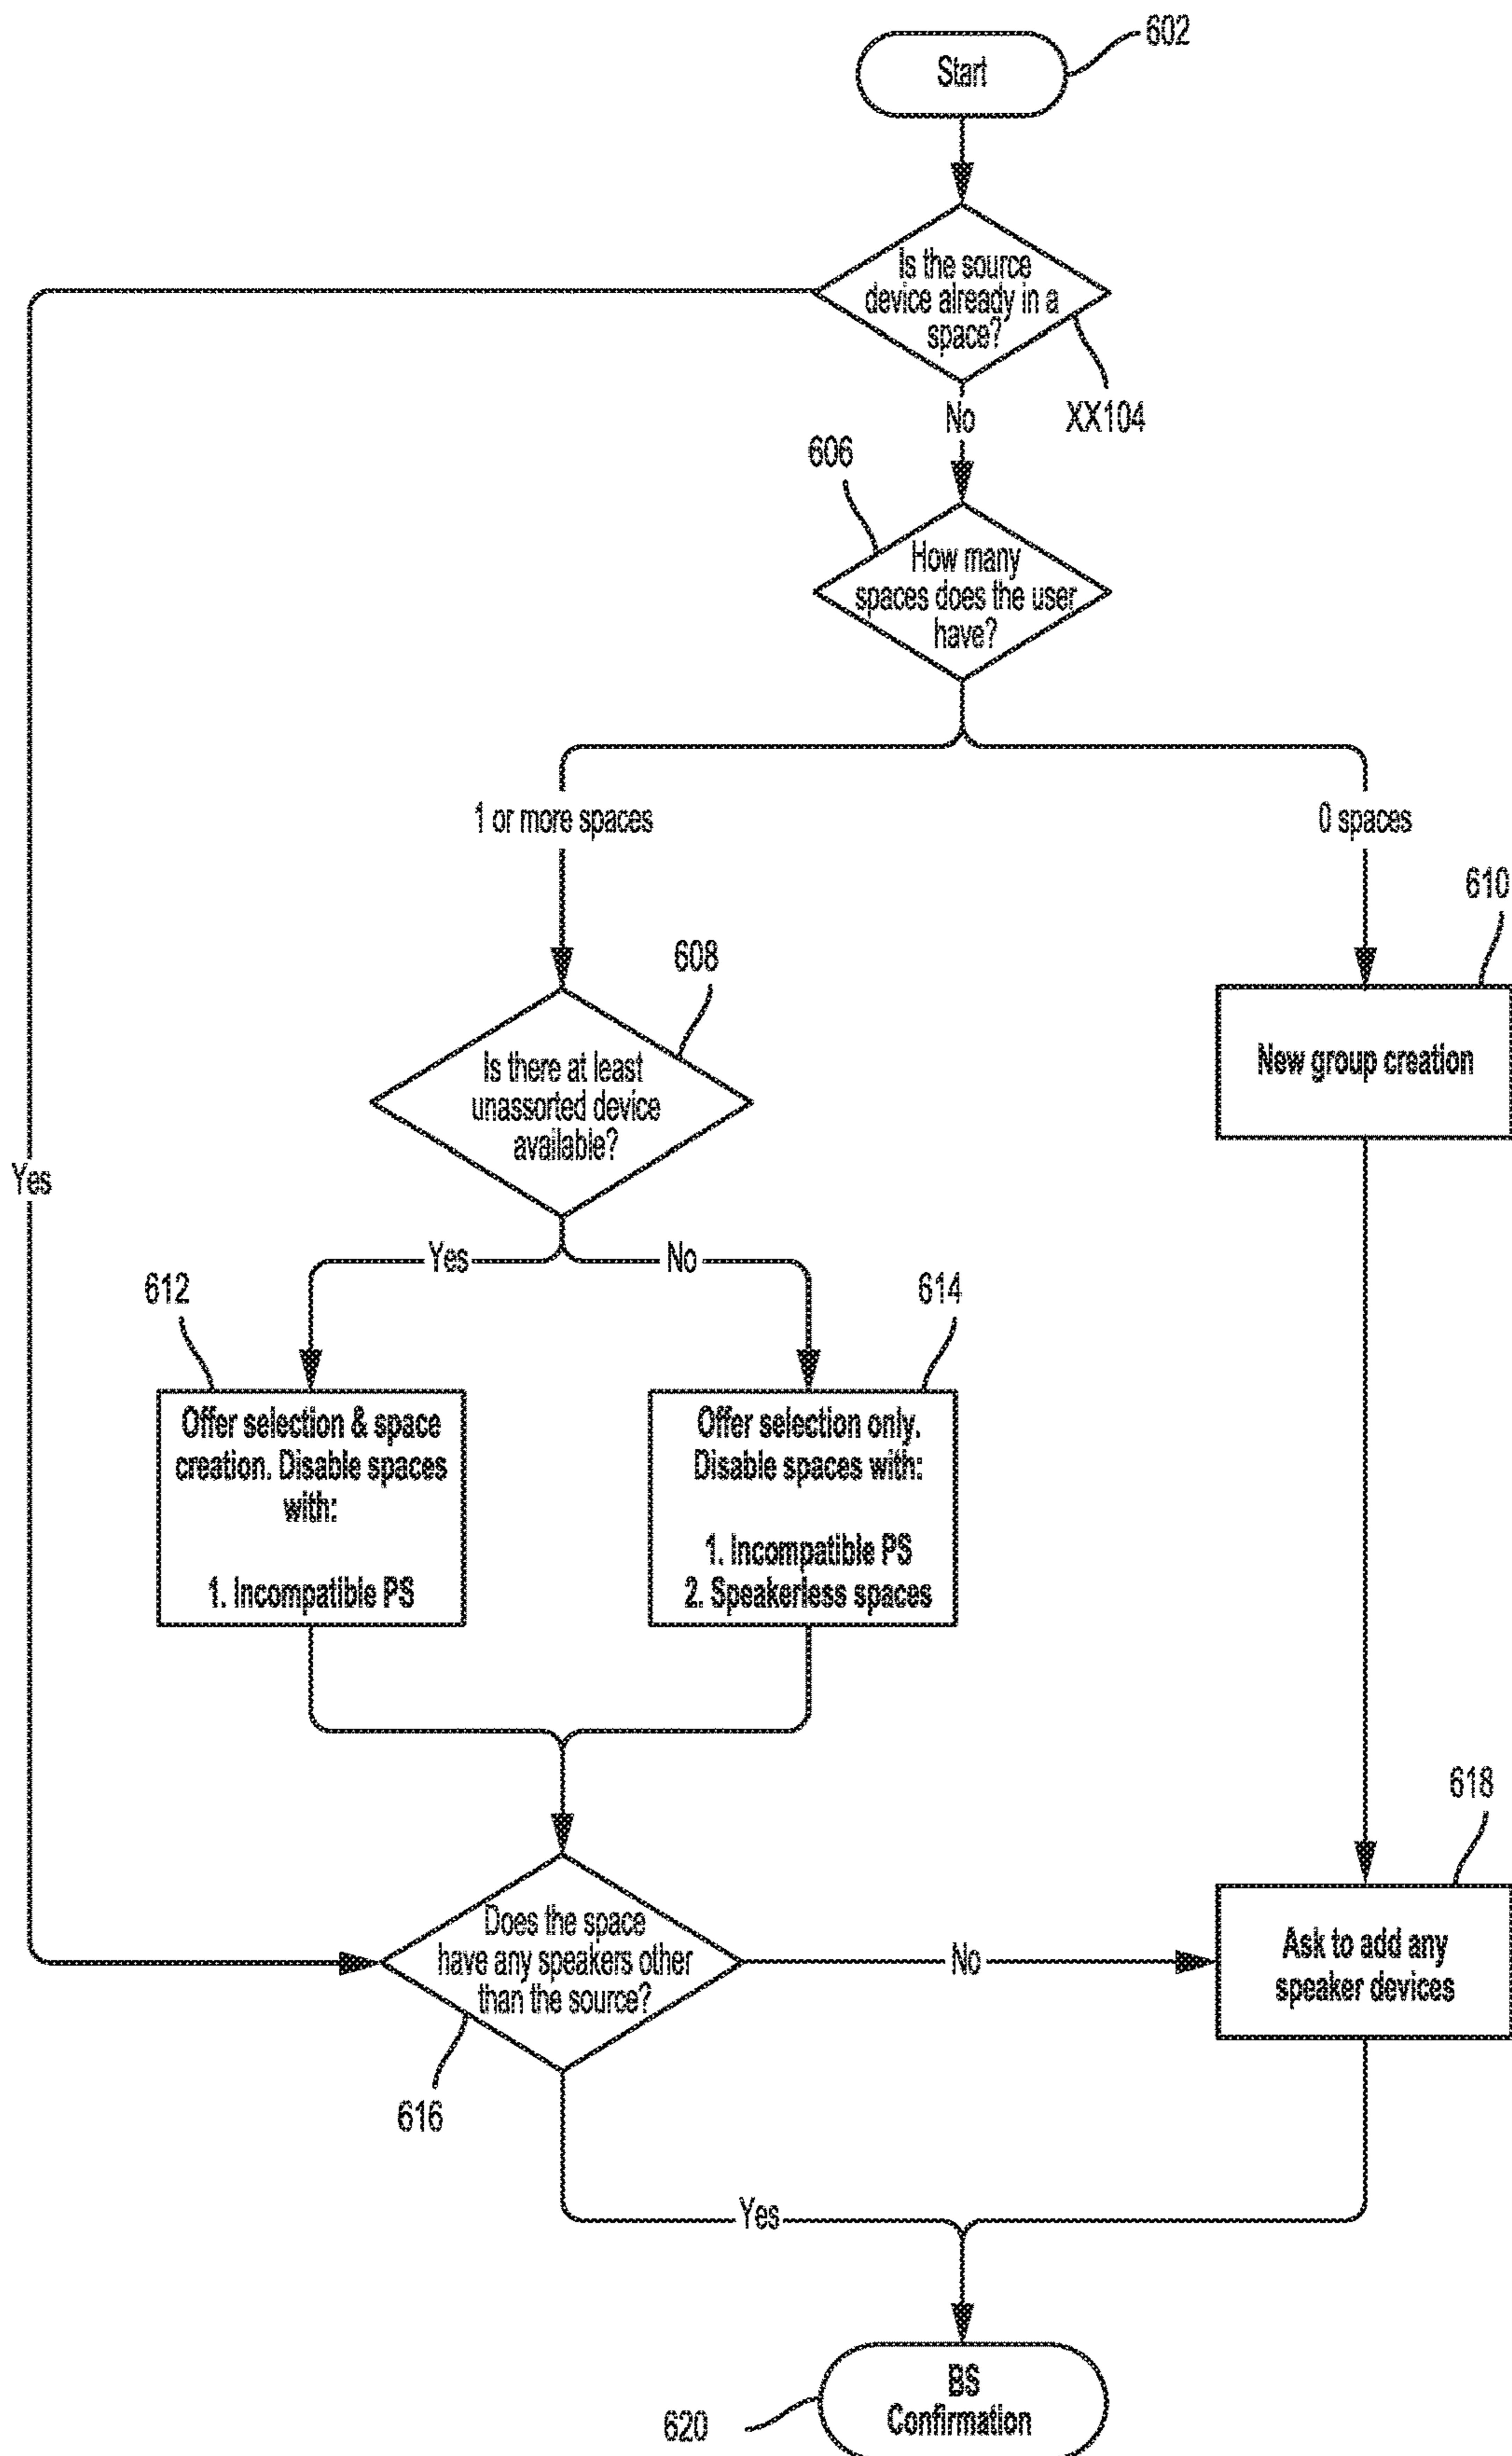 602
Start
Is the source
device already in a
space?
XX104
No
606
How many
spaces does the user
have?
1 or more spaces
0 spaces
610
608
New group creation
Is there at least
unassorted device
available?
Yes
Yes
No
612
614
Offer selection & space
creation. Disable spaces
with:
1. Incompatible PS
Offer selection only.
Disable spaces with:
1. Incompatible PS
2. Speakerless spaces
618
Does the space
have any speakers other
than the source?
No
Ask to add any
speaker devices
616
Yes
BS
Confirmation
620